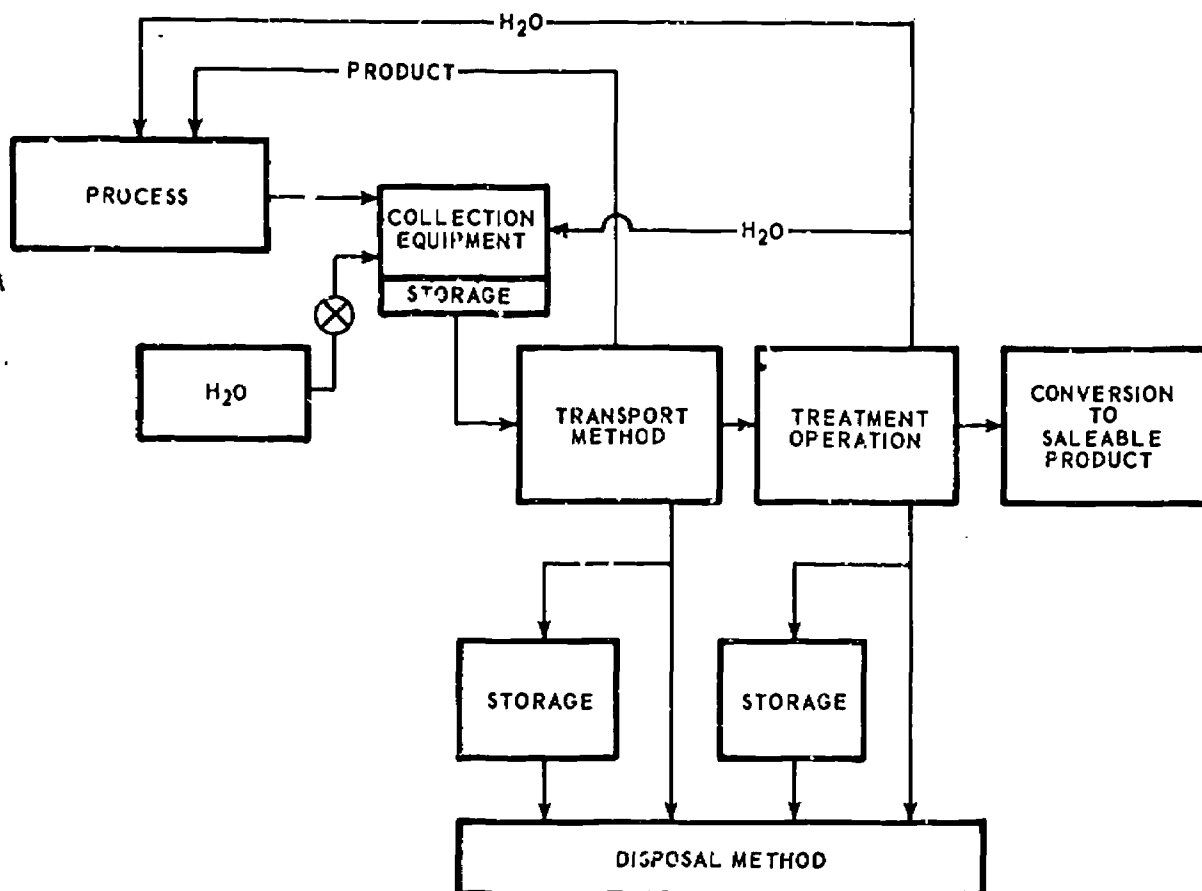 H₂O
PRODUCT
PROCESS
COLLECTION
EQUIPMENT
H₂O
STORAGE
H₂O
TRANSPORT
METHOD
TREATMENT
OPERATION
CONVERSION
TO
SALEABLE
PRODUCT
STORAGE
STORAGE
DISPOSAL METHOD